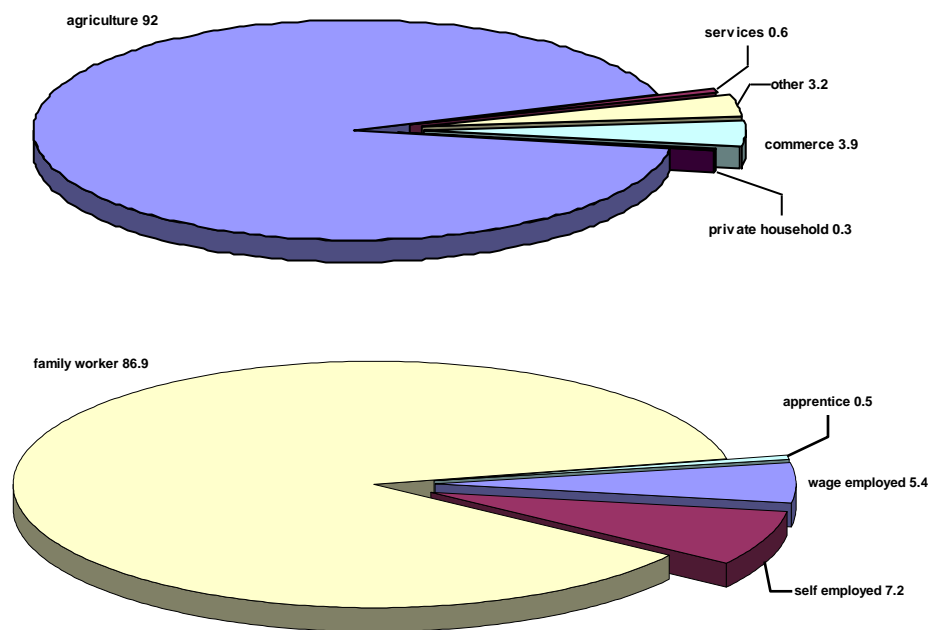 agriculture 92
services 0.6
other 3.2
commerce 3.9
private household 0.3
family worker 86.9
apprentice 0.5
wage employed 5.4
self employed 7.2